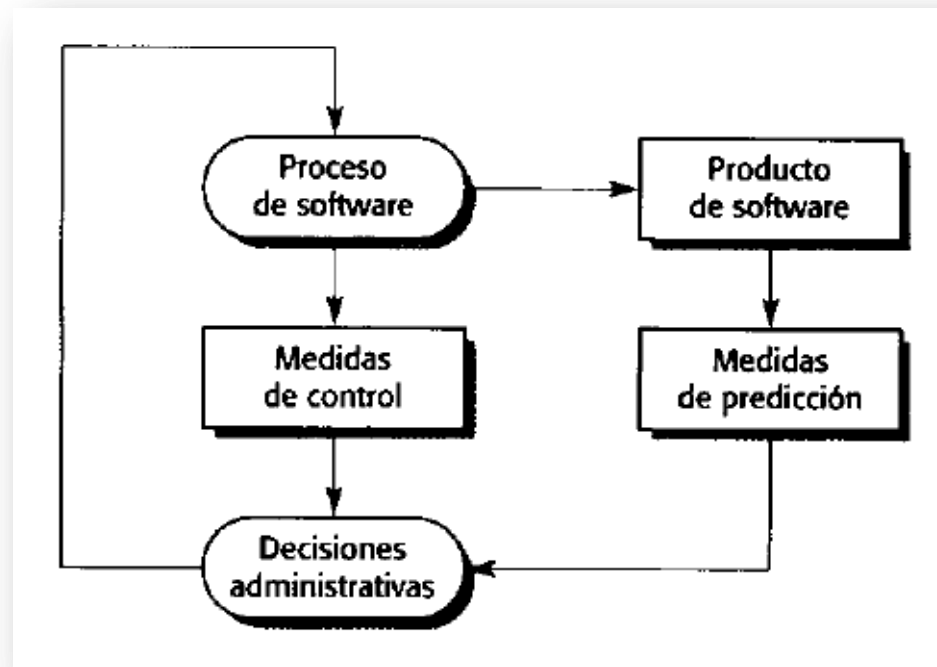 Proceso
de software
Producto
de software
Medidas
de control
Medidas
de predicción
Decisiones
administrativas